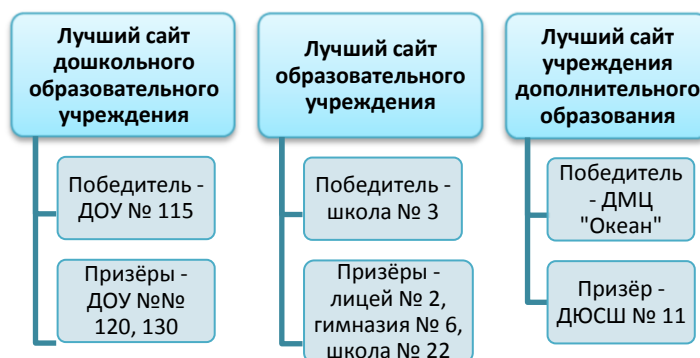 Лучший сайт
дошкольного
образовательного
учреждения
Победитель -
ДОУ № 115
Призёры -
ДОУ №№
120, 130
Лучший сайт
образовательного
учреждения
Победитель -
школа № 3
Призёры -
лицей № 2,
гимназия № 6,
школа № 22
Лучший сайт
учреждения
дополнительного
образования
Победитель
- ДМЦ
"Океан"
Призёр -
ДЮСШ № 11